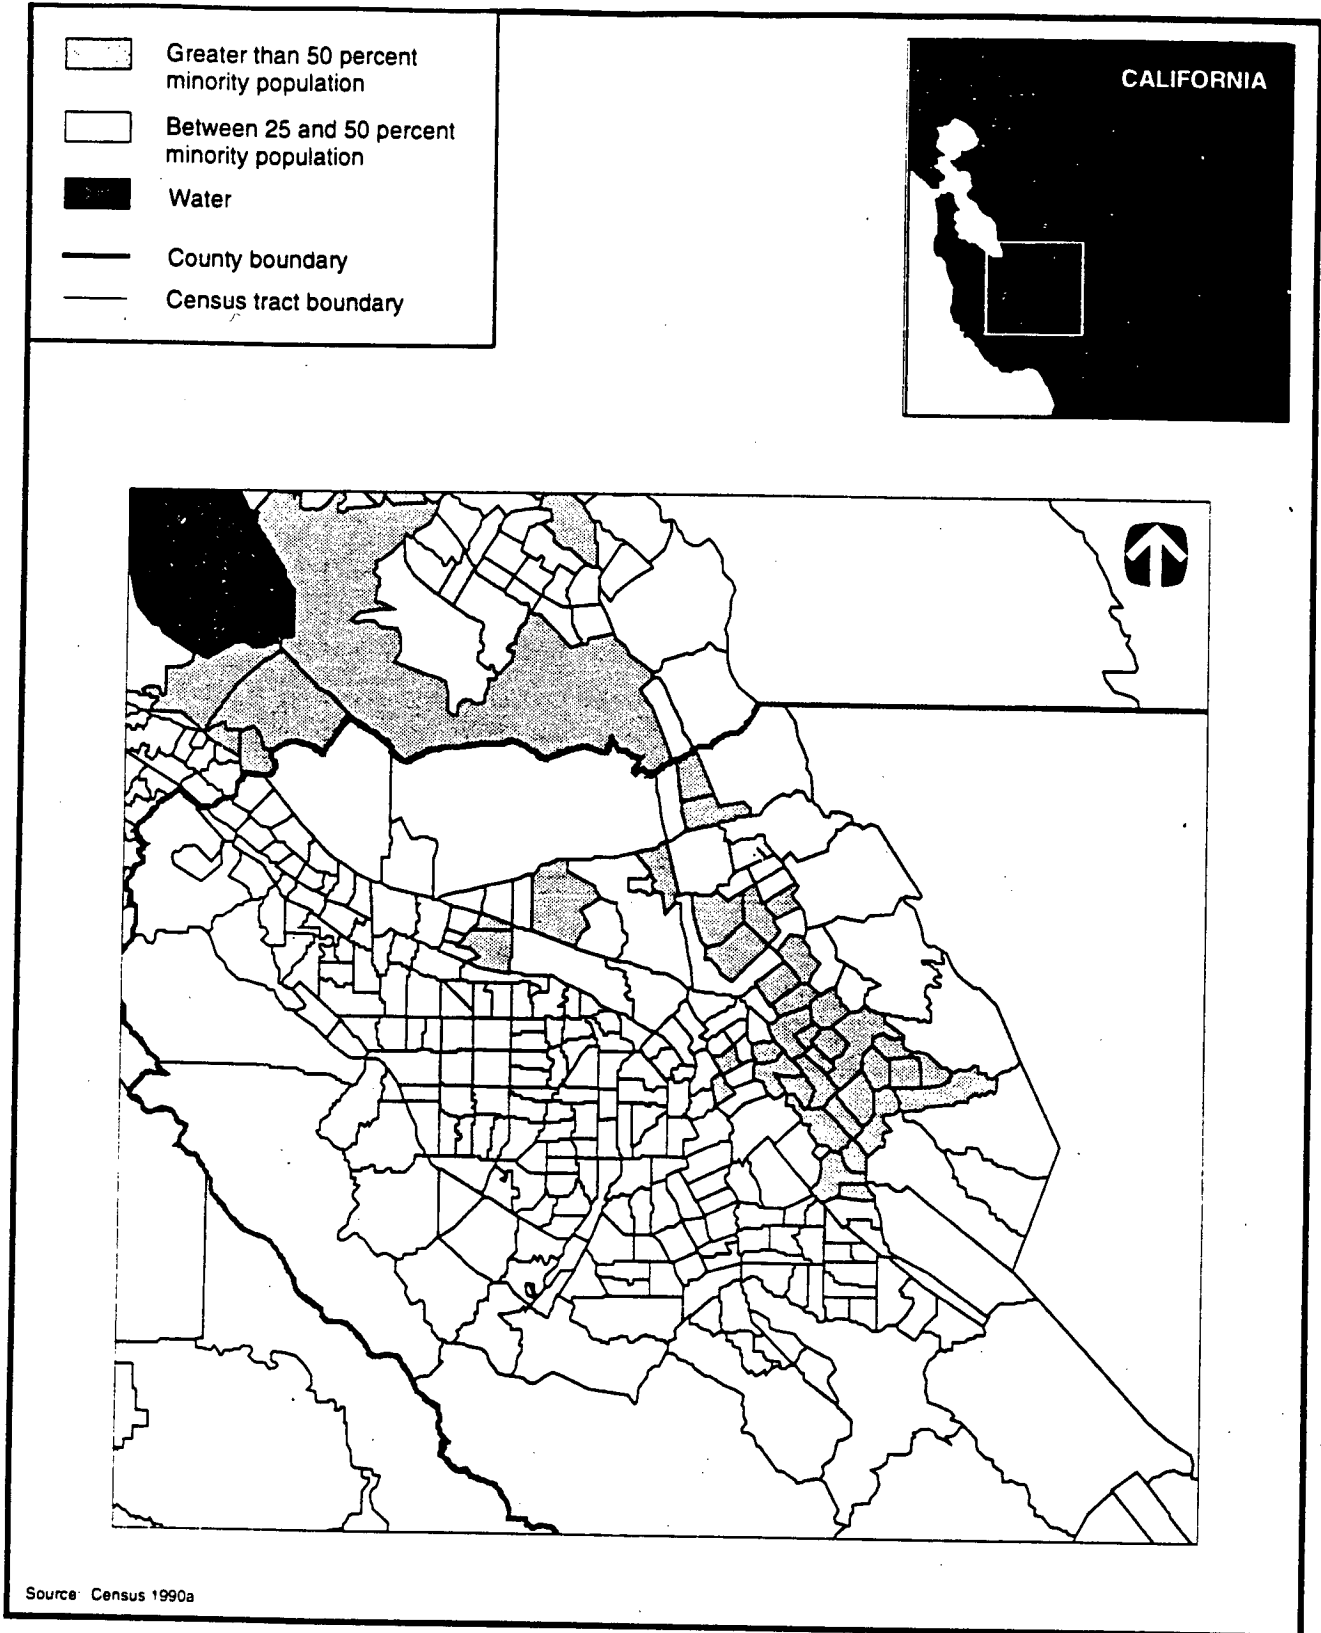 Greater than 50 percent
minority population
Between 25 and 50 percent
minority population
Water
County boundary
Census tract boundary
CALIFORNIA
Source: Census 1990a